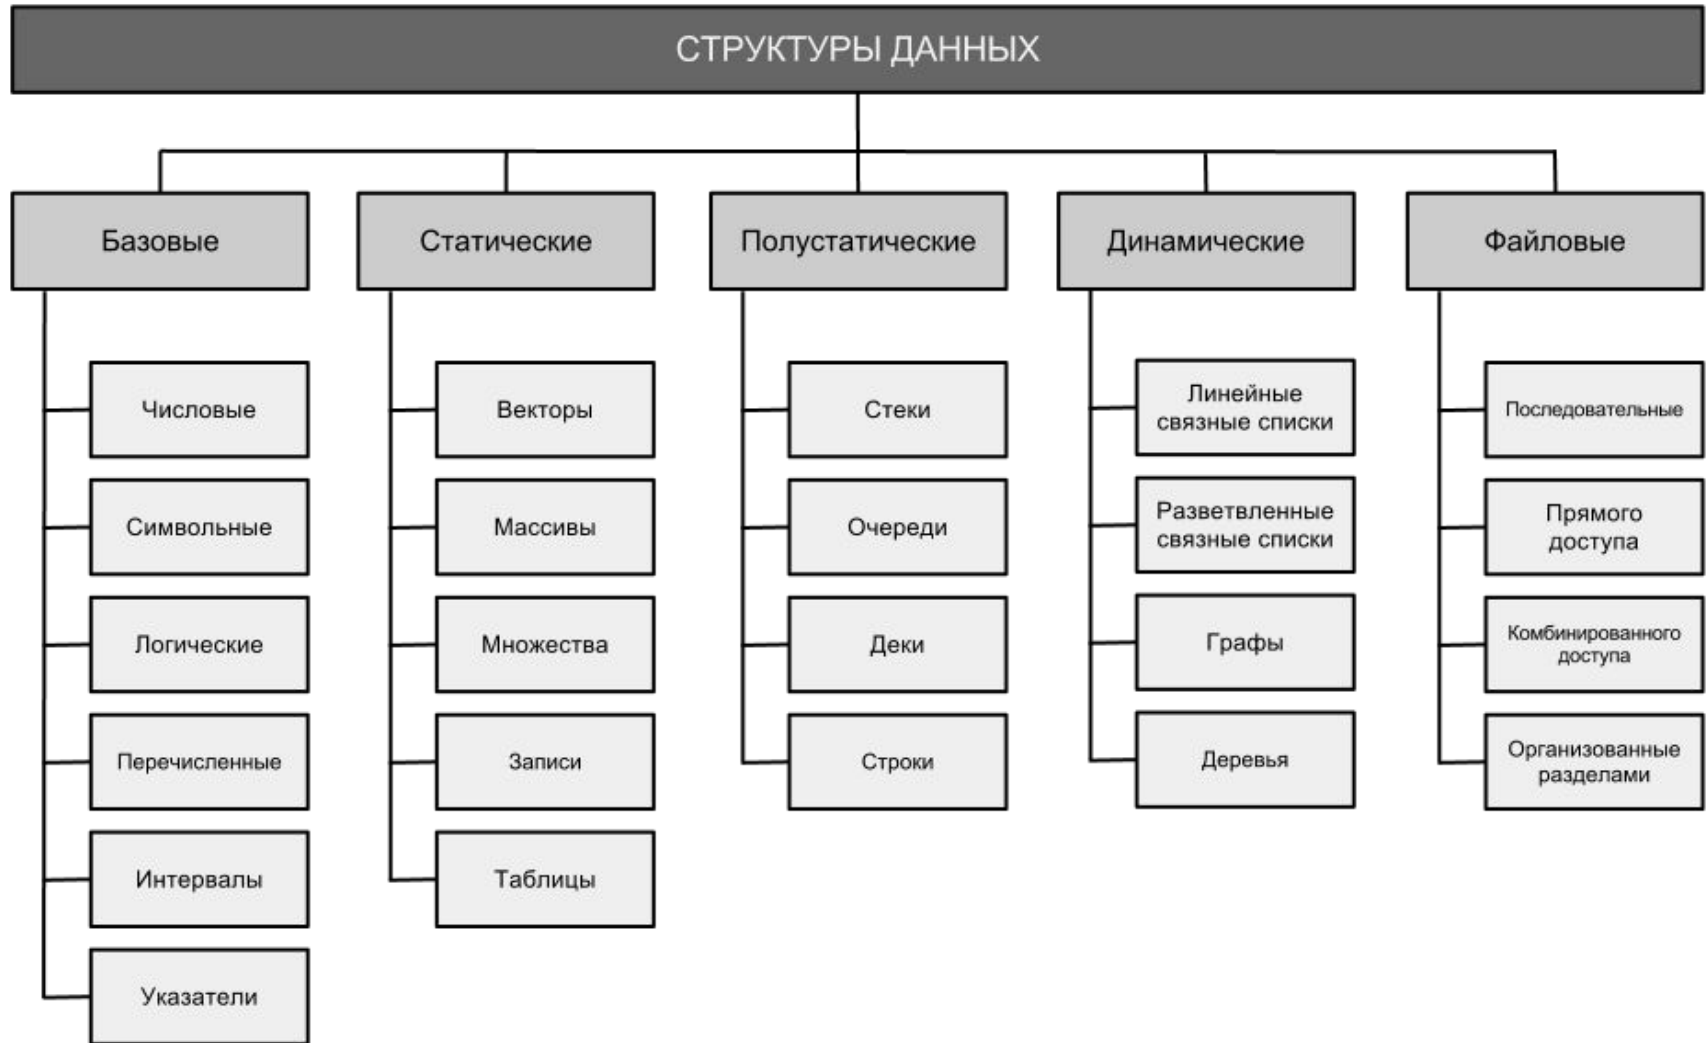 СТРУКТУРЫ ДАННЫХ
Базовые
Статические
Полустатические
Динамические
Файловые
Числовые
Символьные
Логические
Перечисленные
Интервалы
Указатели
Векторы
Массивы
Множества
Записи
Таблицы
Стеки
Очереди
Деки
Строки
Линейные
связные списки
Разветвленные
связные списки
Графы
Деревья
Последовательные
Прямого
доступа
Комбинированного
доступа
Организованные
разделами